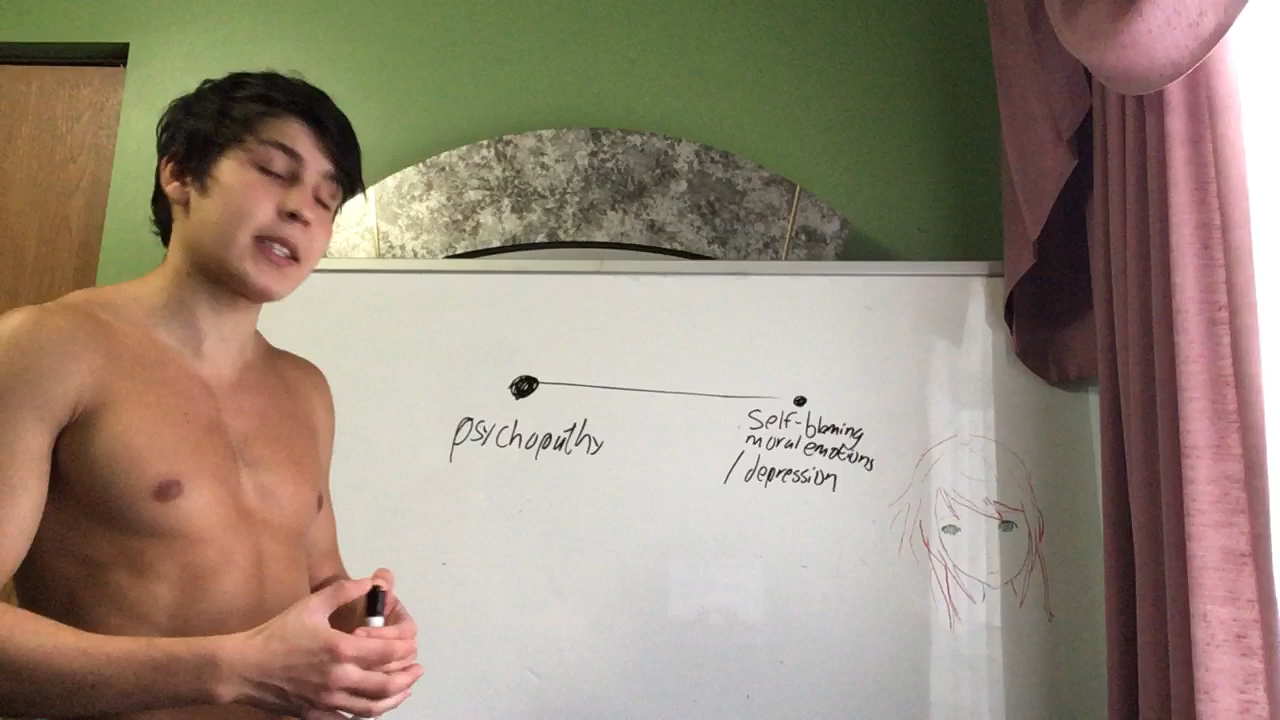 psychopathy
self-blaming
moral emotions
/depression